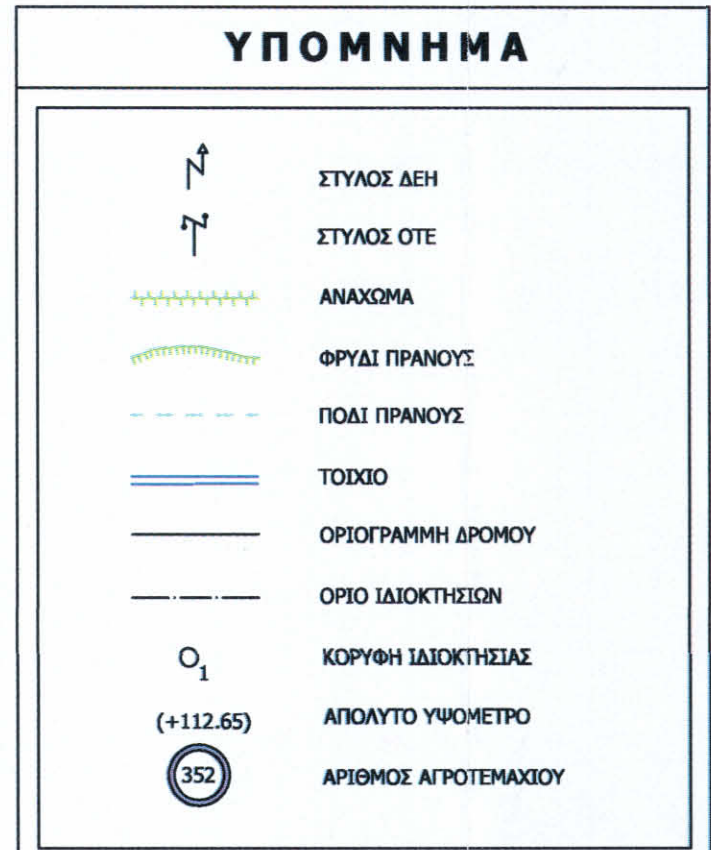 ΥΠΟΜΝΗΜΑ
ΣΤΥΛΟΣ ΔΕΗ
ΣΤΥΛΟΣ ΟΤΕ
ΑΝΑΧΩΜΑ
ΦΡΥΔΙ ΠΡΑΝΟΥΣ
ΠΟΔΙ ΠΡΑΝΟΥΣ
ΤΟΙΧΙΟ
ΟΡΙΟΓΡΑΜΜΗ ΔΡΟΜΟΥ
ΟΡΙΟ ΙΔΙΟΚΤΗΣΙΩΝ
Ο1 ΚΟΡΥΦΗ ΙΔΙΟΚΤΗΣΙΑΣ
(+112.65) ΑΠΟΛΥΤΟ ΥΨΟΜΕΤΡΟ
352 ΑΡΙΘΜΟΣ ΑΓΡΟΤΕΜΑΧΙΟΥ